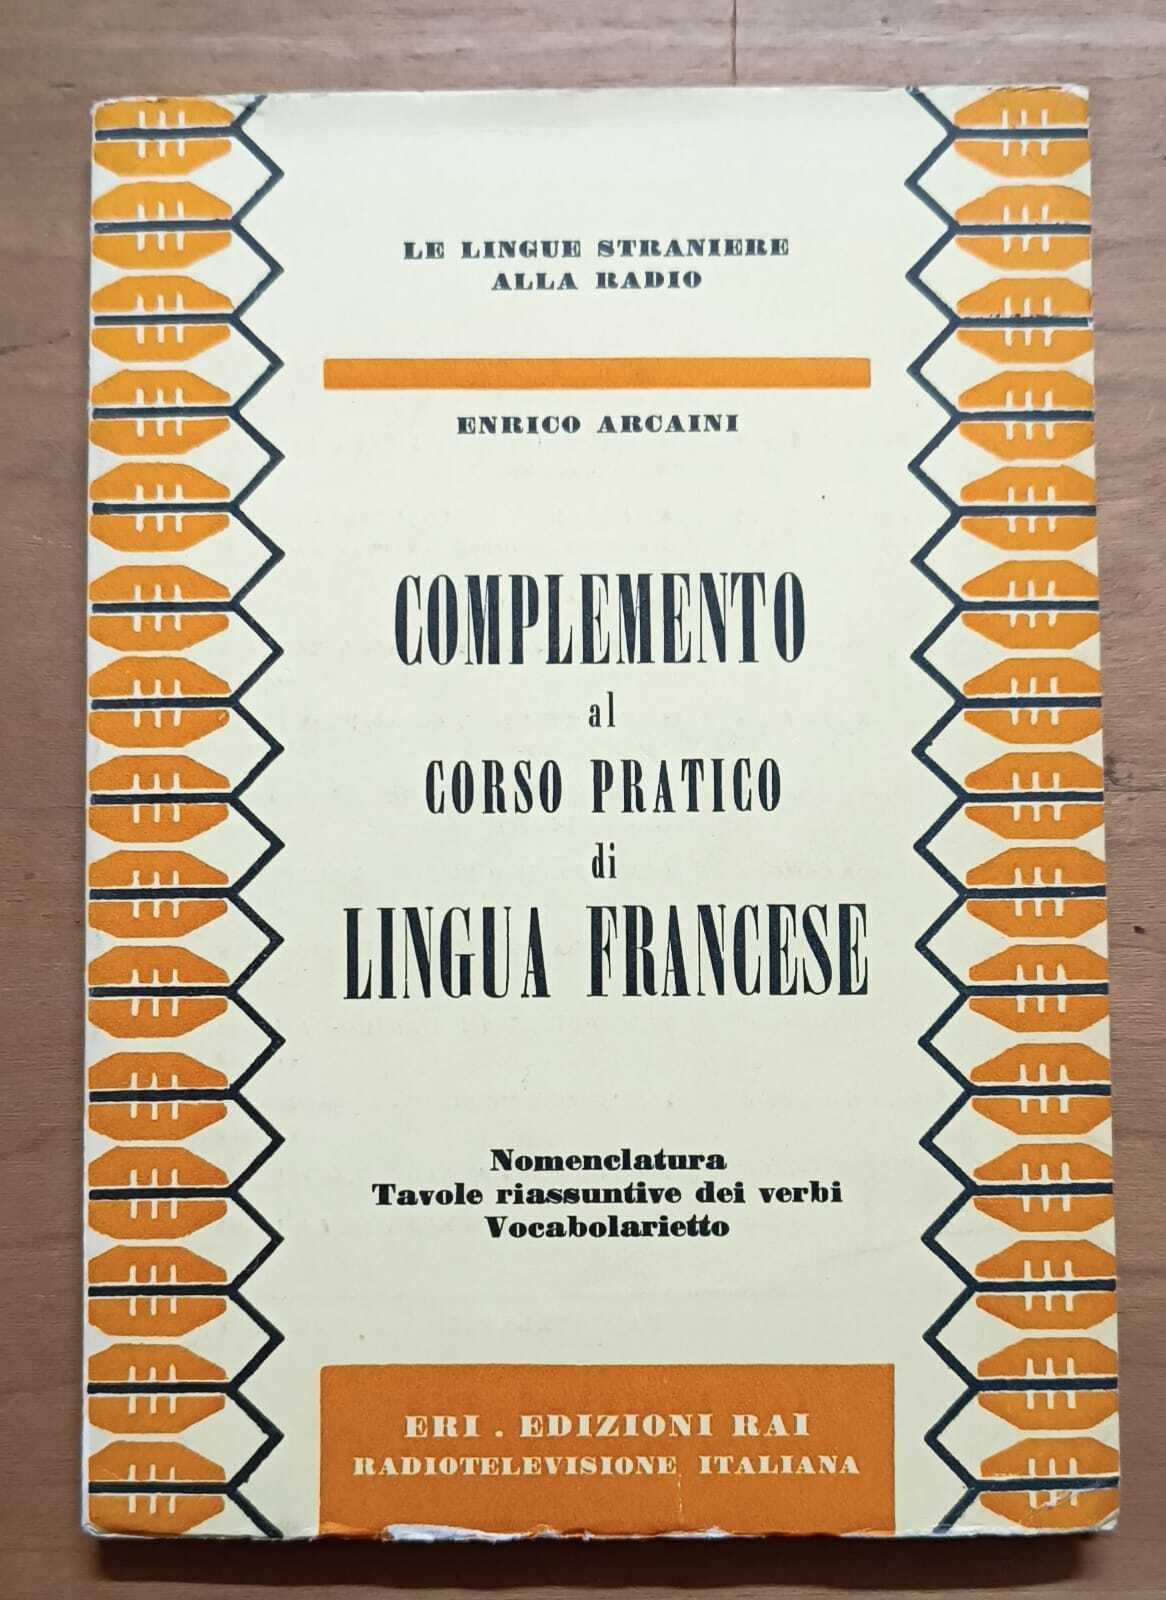 LE LINGUE STRANIERE
ALLA RADIO
ENRICO ARCAINI
COMPLEMENTO
al
CORSO PRATICO
di
LINGUA FRANCESE
Nomenclatura
Tavole riassuntive dei verbi
Vocabolarietto
ERI . EDIZIONI RAI
RADIOTELEVISIONE ITALIANA